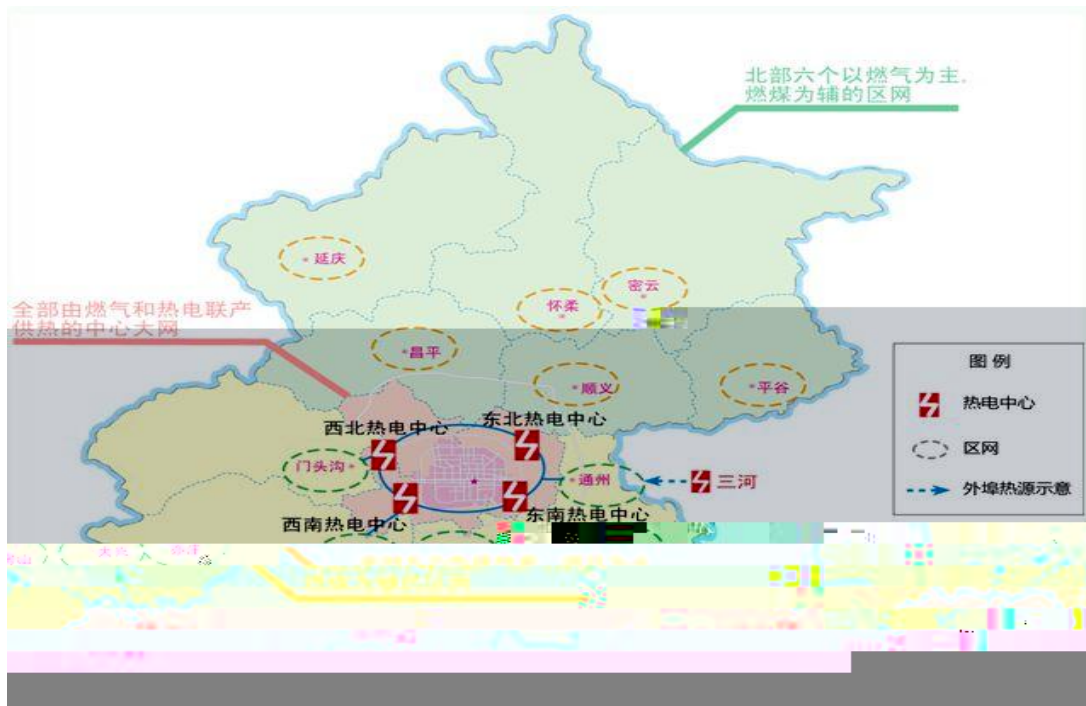 北部六个以燃气为主.
燃煤为辅的区网
延庆
密云
怀柔
全部由燃气和热电联产
供热的中心大网
昌平
顺义
平谷
图例
热电中心
区网
外埠热源示意
东北热电中心
西北热电中心
门头沟
通州
三河
西南热电中心
东南热电中心